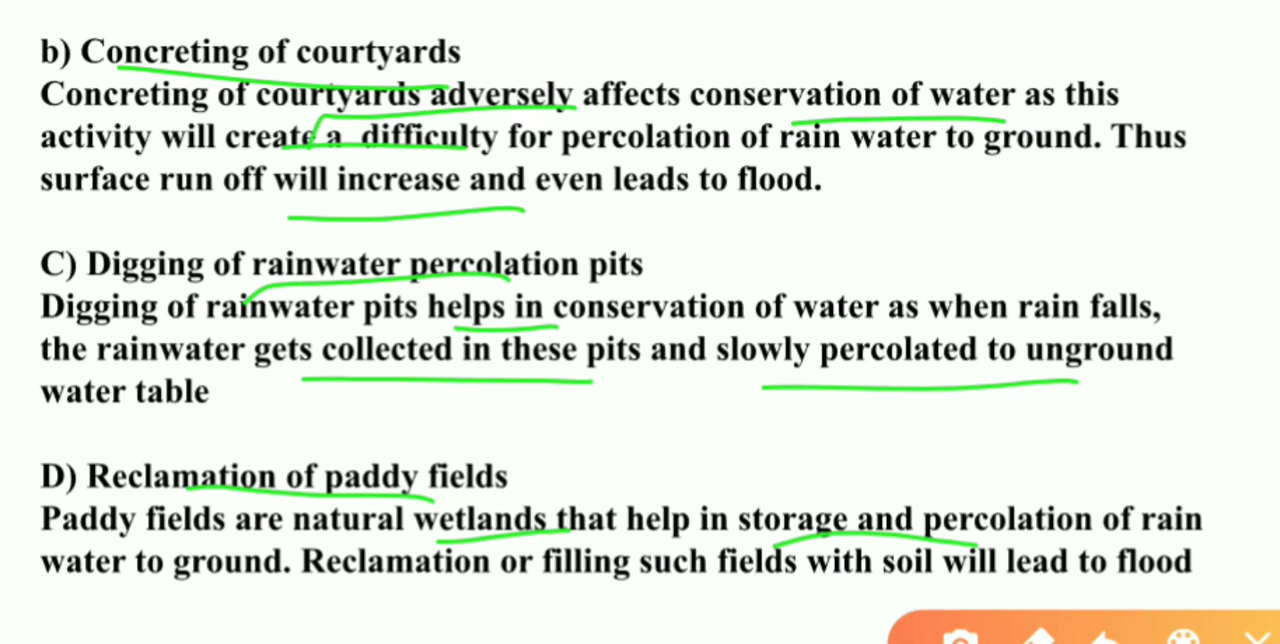 b) Concreting of courtyards
Concreting of courtyards adversely affects conservation of water as this
activity will create a difficulty for percolation of rain water to ground. Thus
surface run off will increase and even leads to flood.
C) Digging of rainwater percolation pits
Digging of rainwater pits helps in conservation of water as when rain falls,
the rainwater gets collected in these pits and slowly percolated to unground
water table
D) Reclamation of paddy fields
Paddy fields are natural wetlands that help in storage and percolation of rain
water to ground. Reclamation or filling such fields with soil will lead to flood